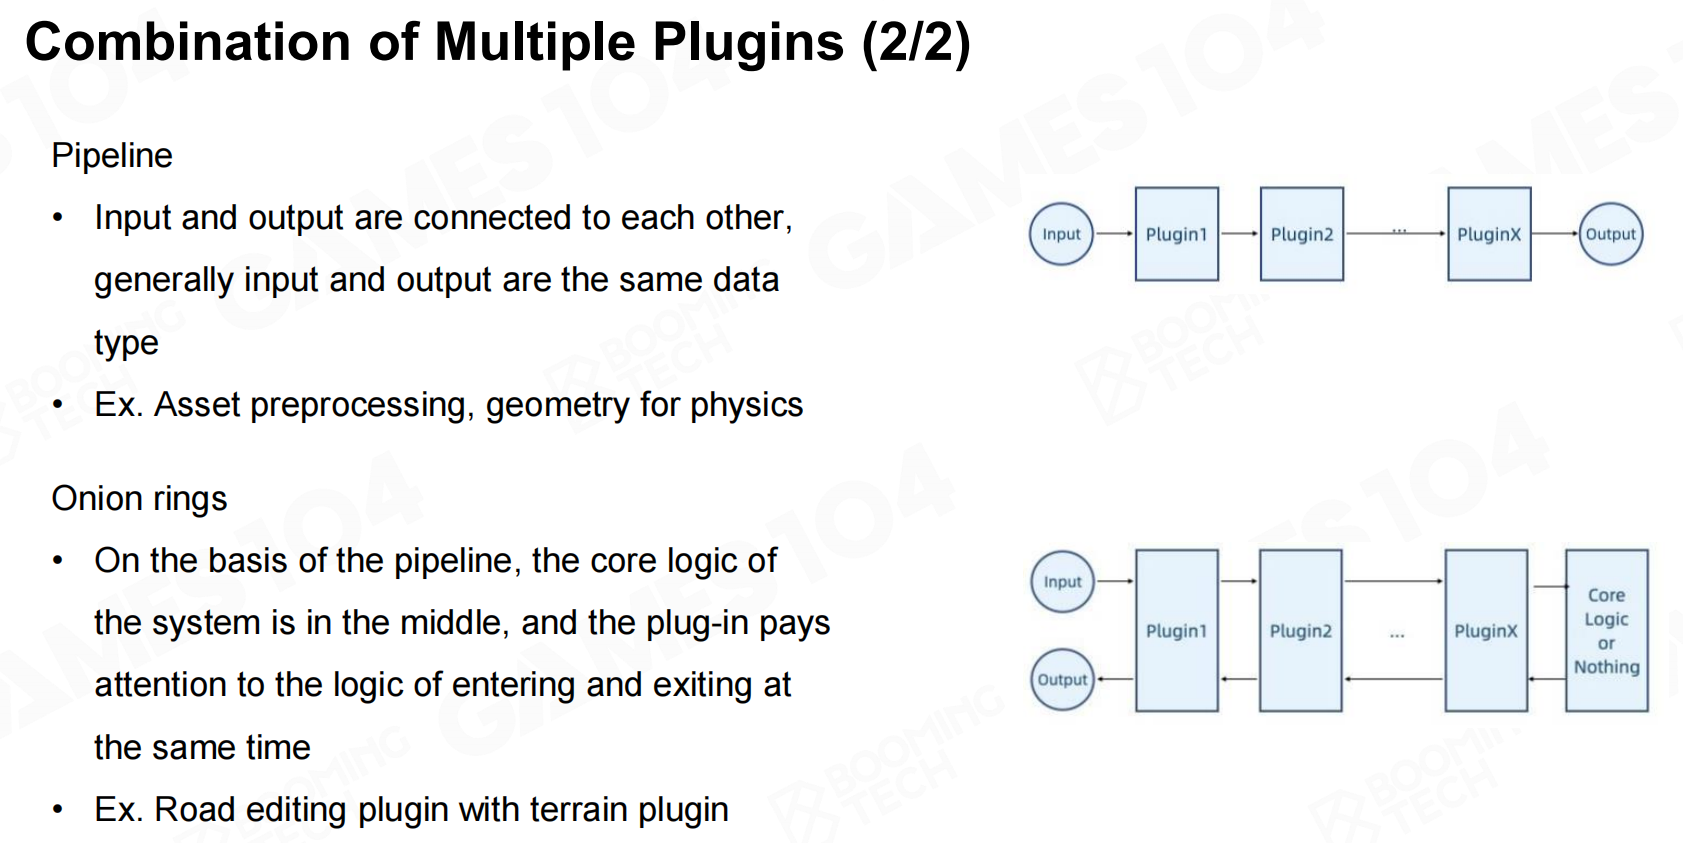 Combination of Multiple Plugins (2/2)
Pipeline
• Input and output are connected to each other,
generally input and output are the same data
type
• Ex. Asset preprocessing, geometry for physics
Input
Plugin1
Plugin2
...
PluginX
Output
Onion rings
• On the basis of the pipeline, the core logic of
the system is in the middle, and the plug-in pays
attention to the logic of entering and exiting at
the same time
• Ex. Road editing plugin with terrain plugin
Input
Output
Plugin1
Plugin2
...
PluginX
Core
Logic
or
Nothing
GAMES104
BOOMING
TECH